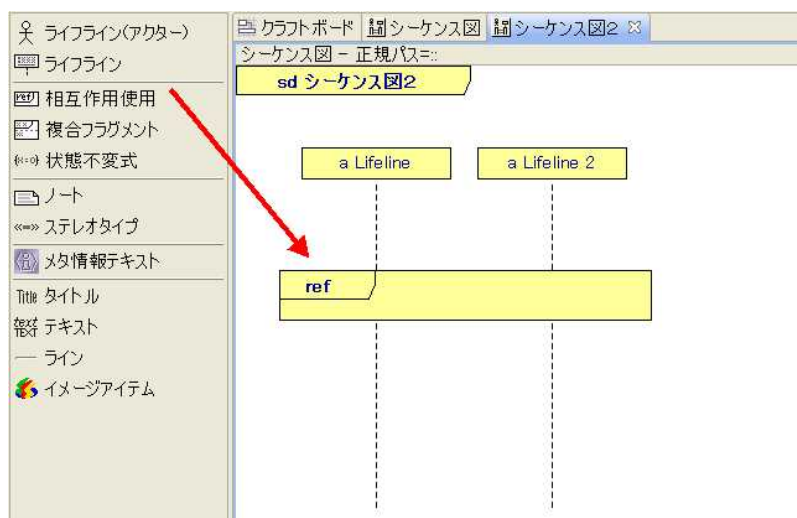 ライフライン(アクター)
ライフライン
ref 相互作用使用
複合フラグメント
{x=0} 状態不変式
ノート
«=» ステレオタイプ
メタ情報テキスト
Title タイトル
TEXT テキスト
ライン
イメージアイテム
クラフトボード シーケンス図 シーケンス図2
シーケンス図 - 正規パス=::
sd シーケンス図2
a Lifeline a Lifeline 2
ref